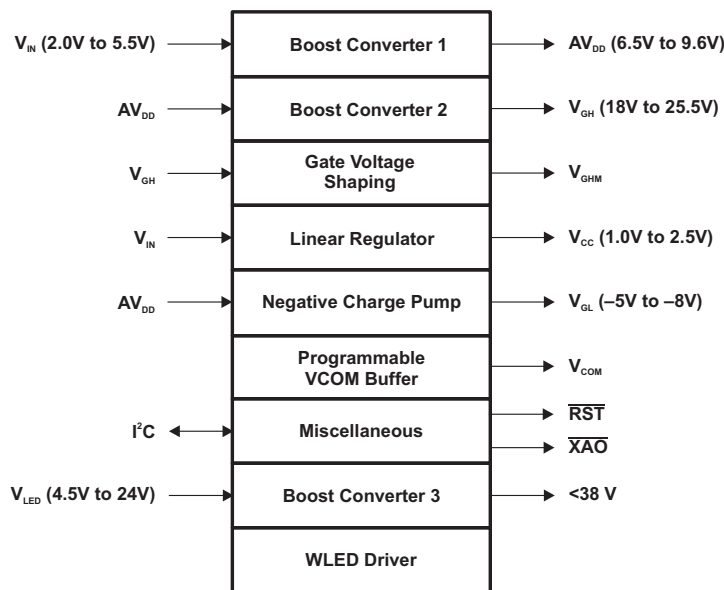 V_IN (2.0V to 5.5V) Boost Converter 1 AV_DD (6.5V to 9.6V)
AV_DD Boost Converter 2 V_GH (18V to 25.5V)
V_GH Gate Voltage Shaping V_GHM
V_IN Linear Regulator V_CC (1.0V to 2.5V)
AV_DD Negative Charge Pump V_GL (–5V to –8V)
Programmable VCOM Buffer V_COM
I²C Miscellaneous R̅S̅T̅
X̅A̅O̅
V_LED (4.5V to 24V) Boost Converter 3 <38 V
WLED Driver